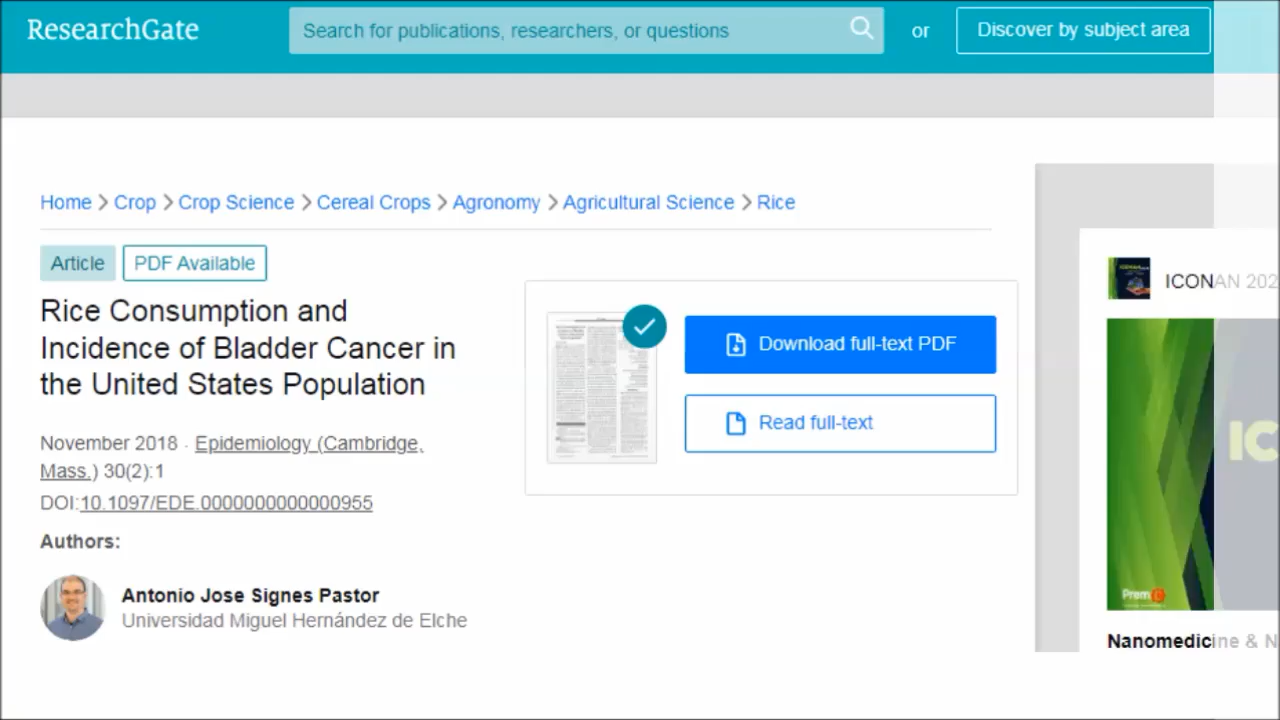 ResearchGate
Search for publications, researchers, or questions
or
Discover by subject area
Home > Crop > Crop Science > Cereal Crops > Agronomy > Agricultural Science > Rice
Article
PDF Available
Rice Consumption and
Incidence of Bladder Cancer in
the United States Population
November 2018 · Epidemiology (Cambridge,
Mass.) 30(2):1
DOI:10.1097/EDE.0000000000000955
Authors:
Antonio Jose Signes Pastor
Universidad Miguel Hernández de Elche
Download full-text PDF
Read full-text
ICONAN 202
IC
Prem C
Nanomedicine & N